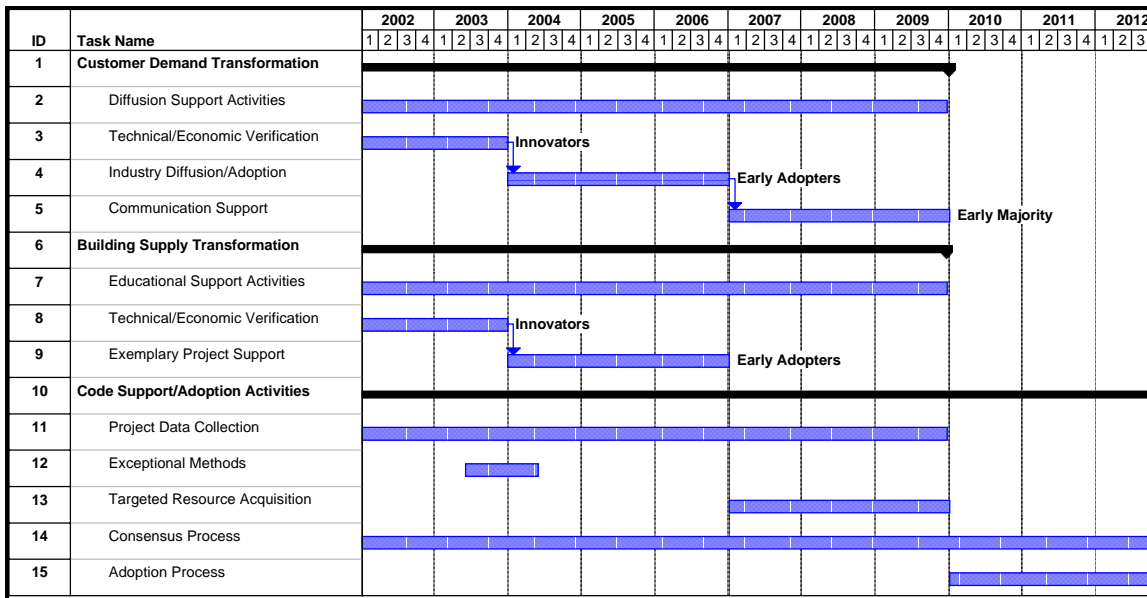 2002 2003 2004 2005 2006 2007 2008 2009 2010 2011 2012
ID Task Name 1 2 3 4 1 2 3 4 1 2 3 4 1 2 3 4 1 2 3 4 1 2 3 4 1 2 3 4 1 2 3 4 1 2 3 4 1 2 3 4 1 2 3
1 Customer Demand Transformation
2 Diffusion Support Activities
3 Technical/Economic Verification Innovators
4 Industry Diffusion/Adoption Early Adopters
5 Communication Support Early Majority
6 Building Supply Transformation
7 Educational Support Activities
8 Technical/Economic Verification Innovators
9 Exemplary Project Support Early Adopters
10 Code Support/Adoption Activities
11 Project Data Collection
12 Exceptional Methods
13 Targeted Resource Acquisition
14 Consensus Process
15 Adoption Process